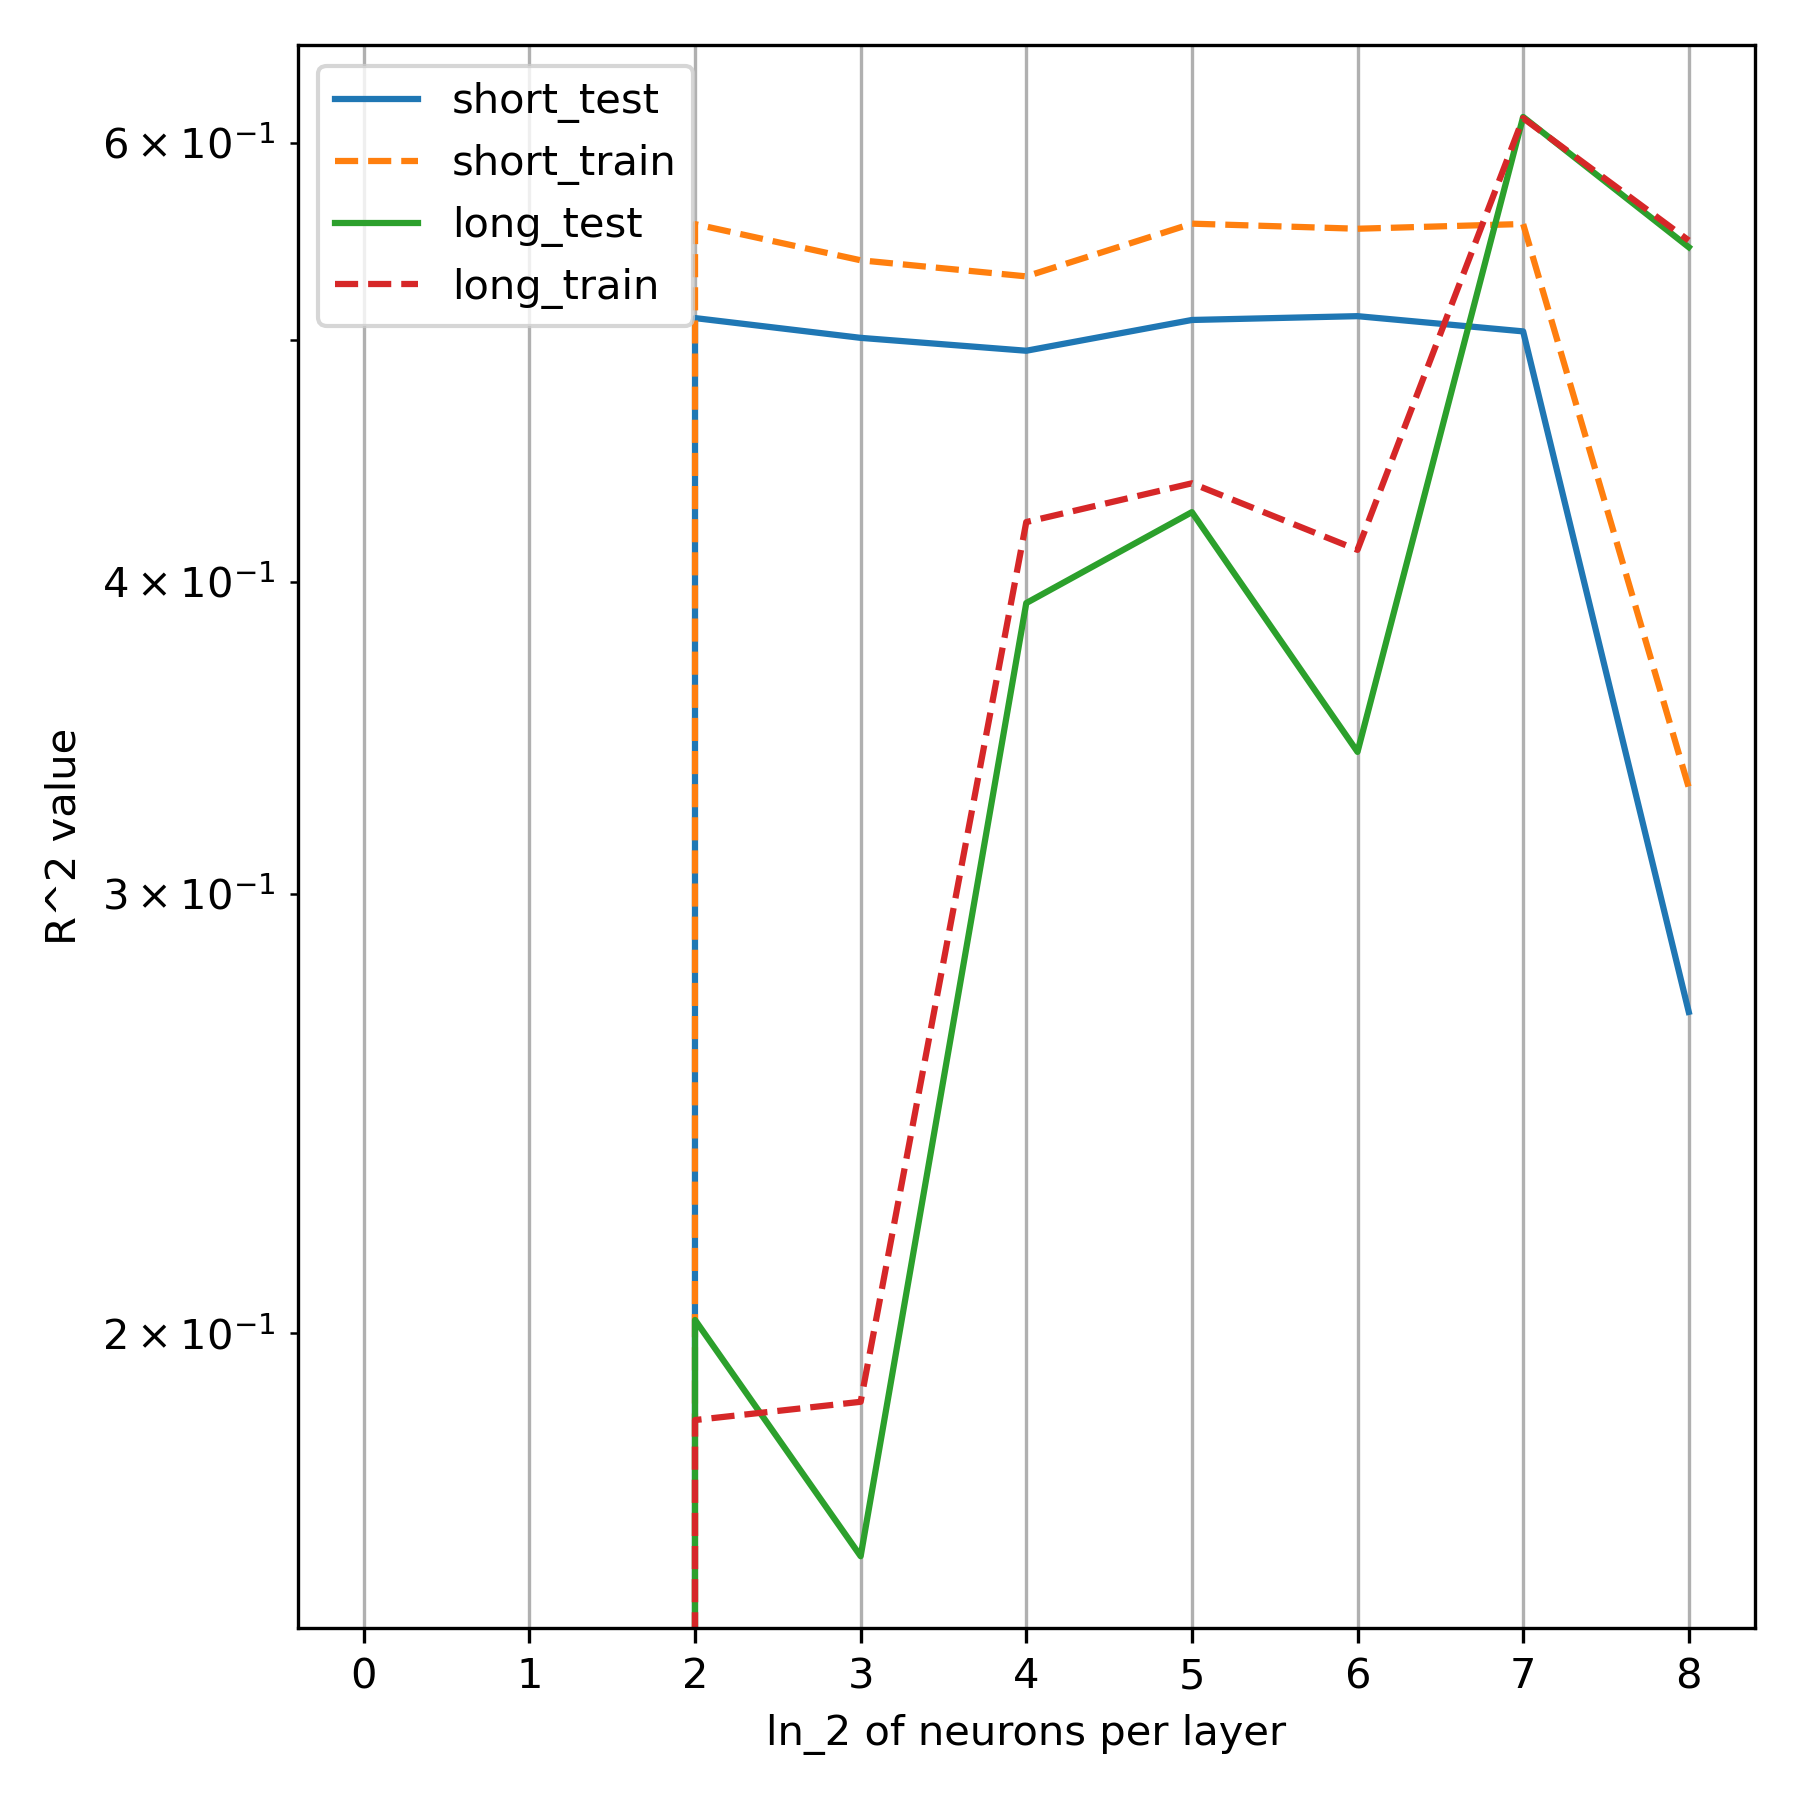 short_test
short_train
long_test
long_train
6 × 10⁻¹
4 × 10⁻¹
3 × 10⁻¹
2 × 10⁻¹
R^2 value
0 1 2 3 4 5 6 7 8
ln_2 of neurons per layer